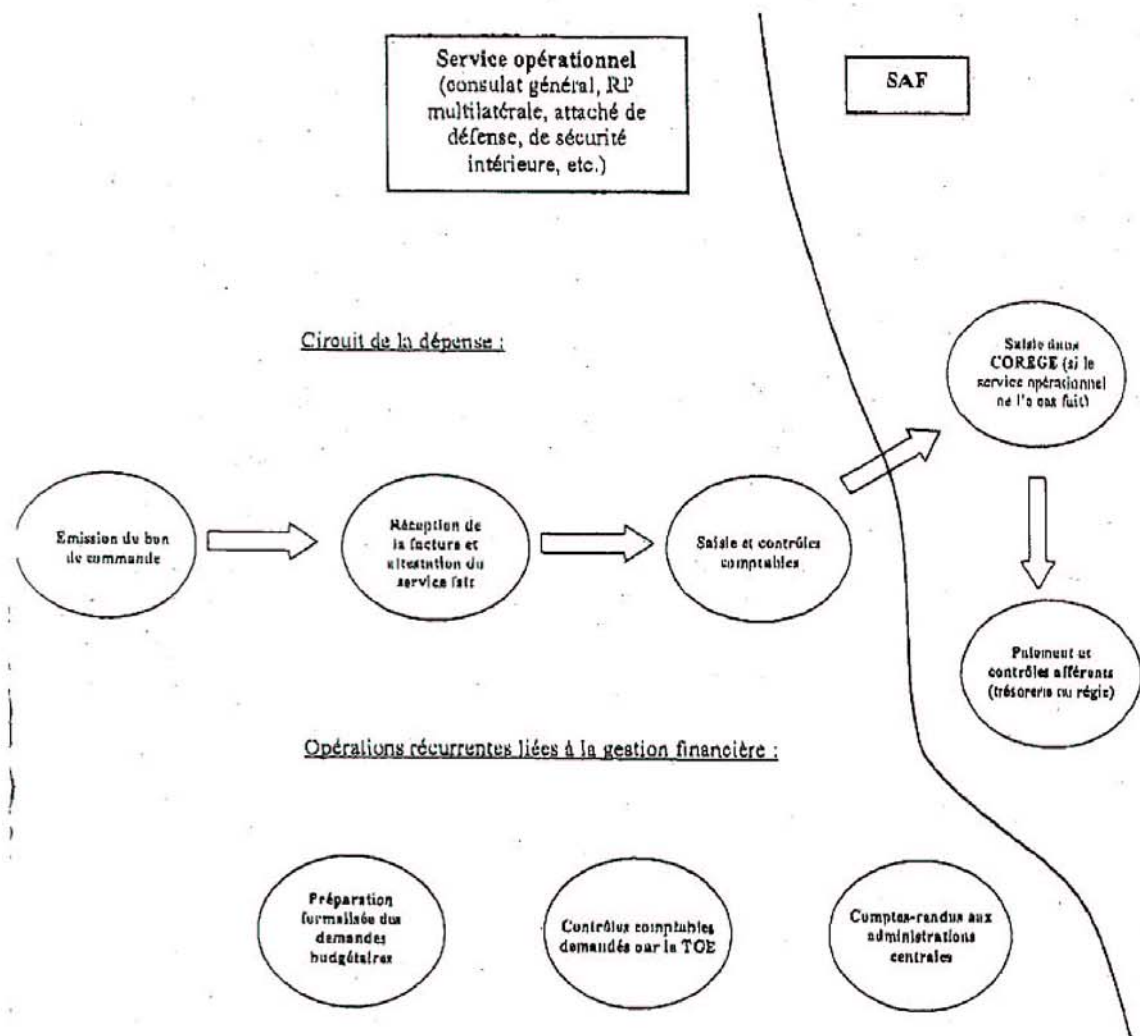 Service opérationnel
(consulat général, RP
multilatérale, attaché de
défense, de sécurité
intérieure, etc.)
SAF
Circuit de la dépense :
Saisie dans
COREGE (si le
service opérationnel
ne l'a pas fait)
Emission du bon
de commande
Réception de
la facture et
attestation du
service fait
Saisie et contrôles
comptables
Paiement et
contrôles afférents
(trésorerie ou régie)
Opérations récurrentes liées à la gestion financière :
Préparation
formalisée des
demandes
budgétaires
Contrôles comptables
demandés par la TGE
Comptes-rendus aux
administrations
centrales